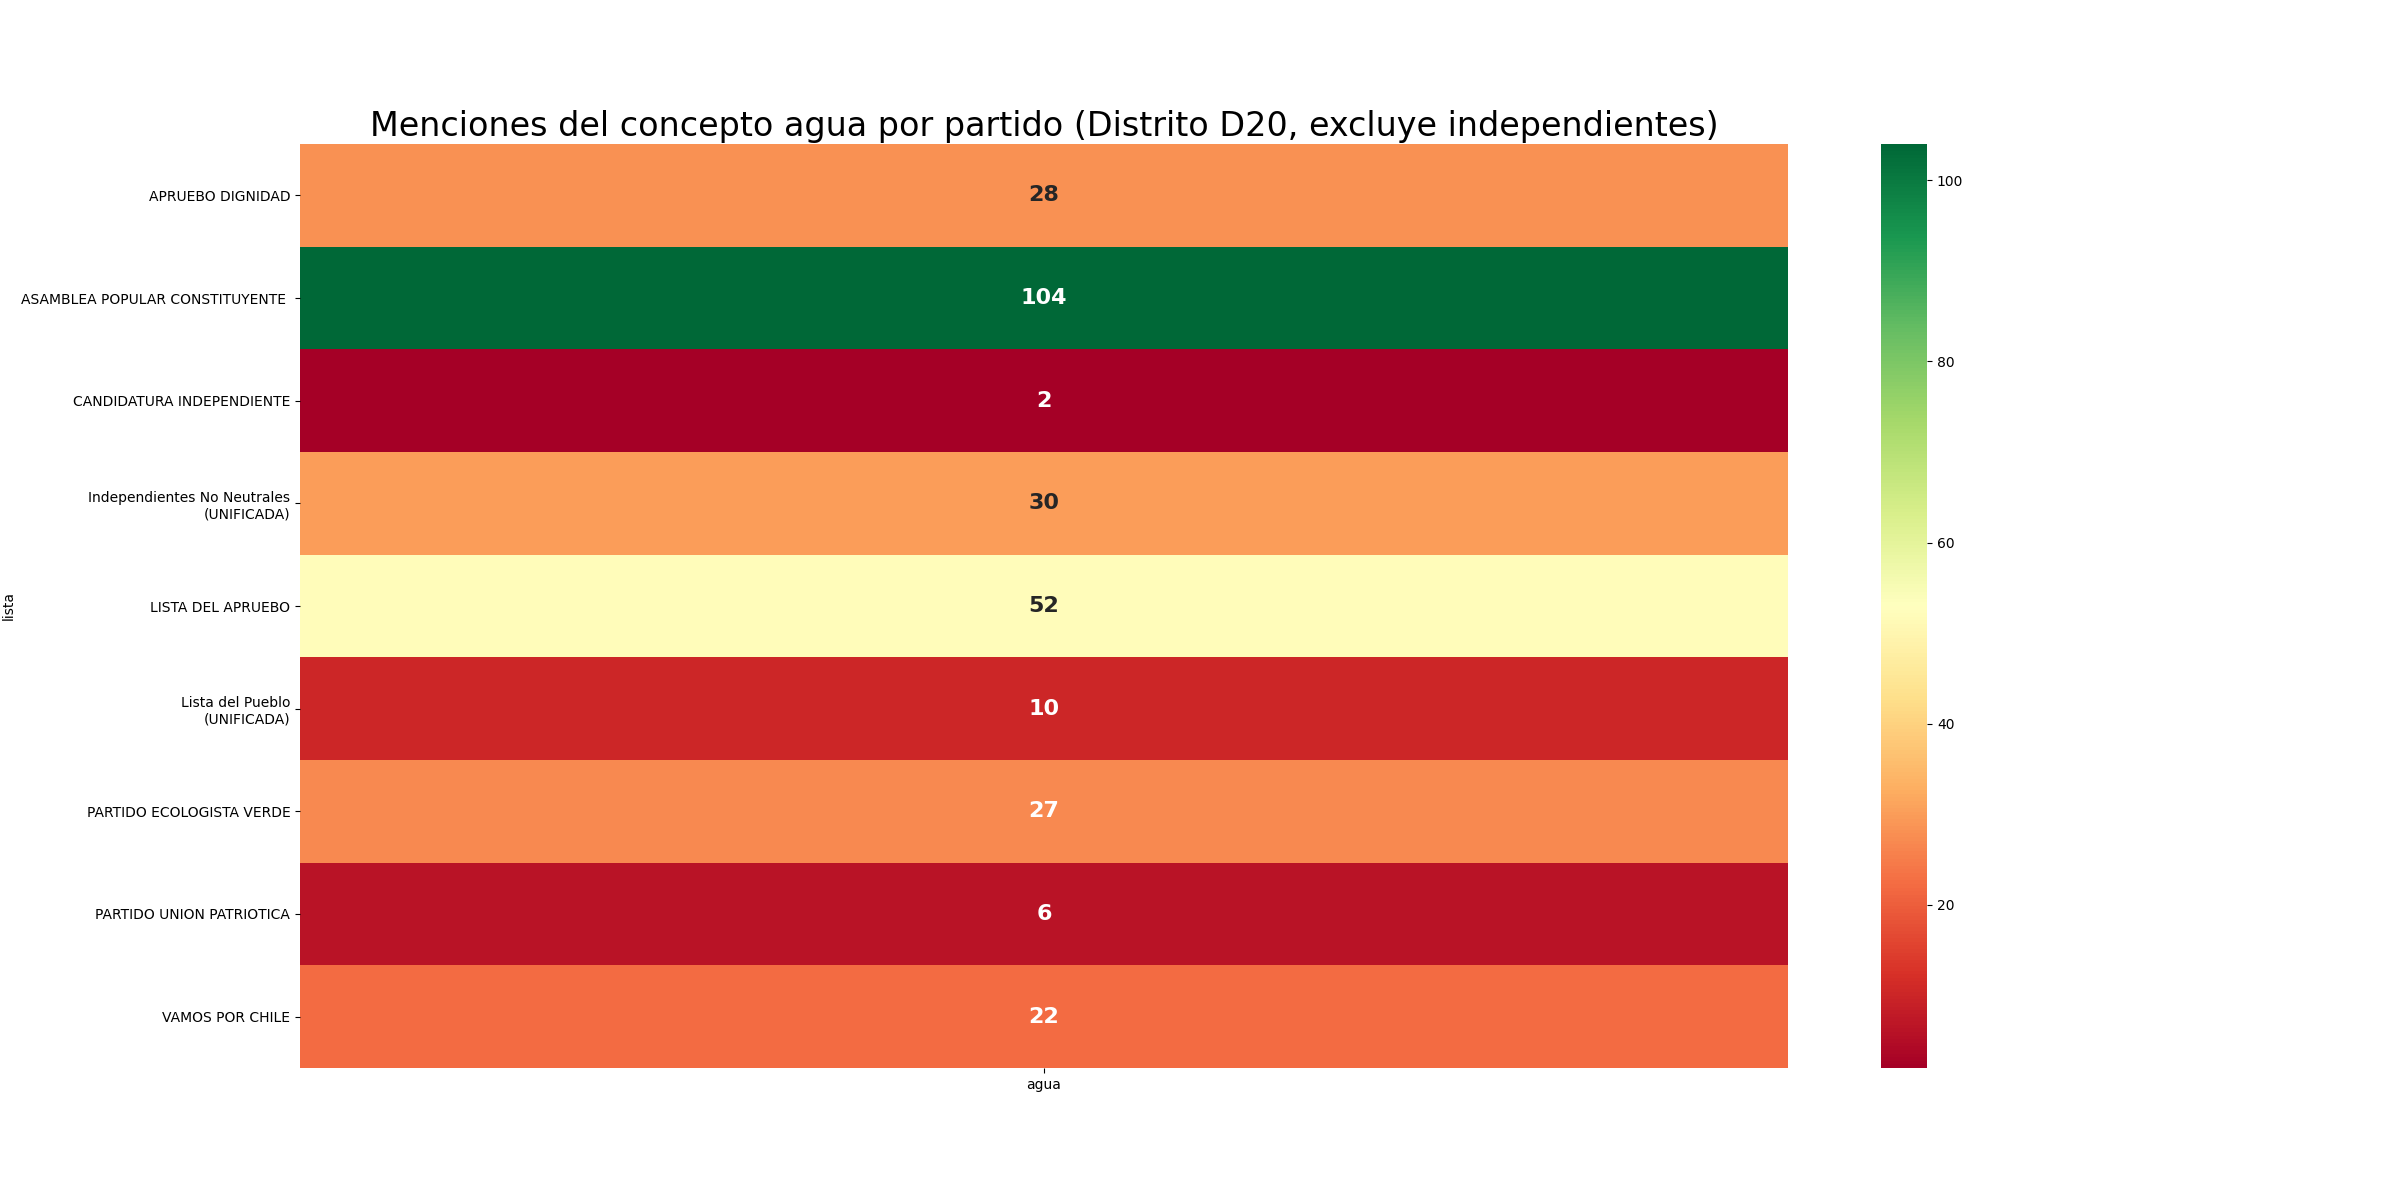 Menciones del concepto agua por partido (Distrito D20, excluye independientes)
lista
APRUEBO DIGNIDAD
28
ASAMBLEA POPULAR CONSTITUYENTE
104
CANDIDATURA INDEPENDIENTE
2
Independientes No Neutrales
(UNIFICADA)
30
LISTA DEL APRUEBO
52
Lista del Pueblo
(UNIFICADA)
10
PARTIDO ECOLOGISTA VERDE
27
PARTIDO UNION PATRIOTICA
6
VAMOS POR CHILE
22
agua
100
80
60
40
20